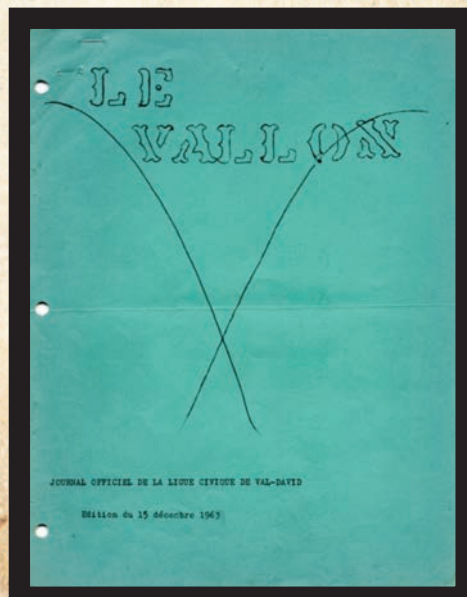 LE
VALLON
JOURNAL OFFICIEL DE LA LIGUE CIVIQUE DE VAL-DAVID
Edition du 15 décembre 1963